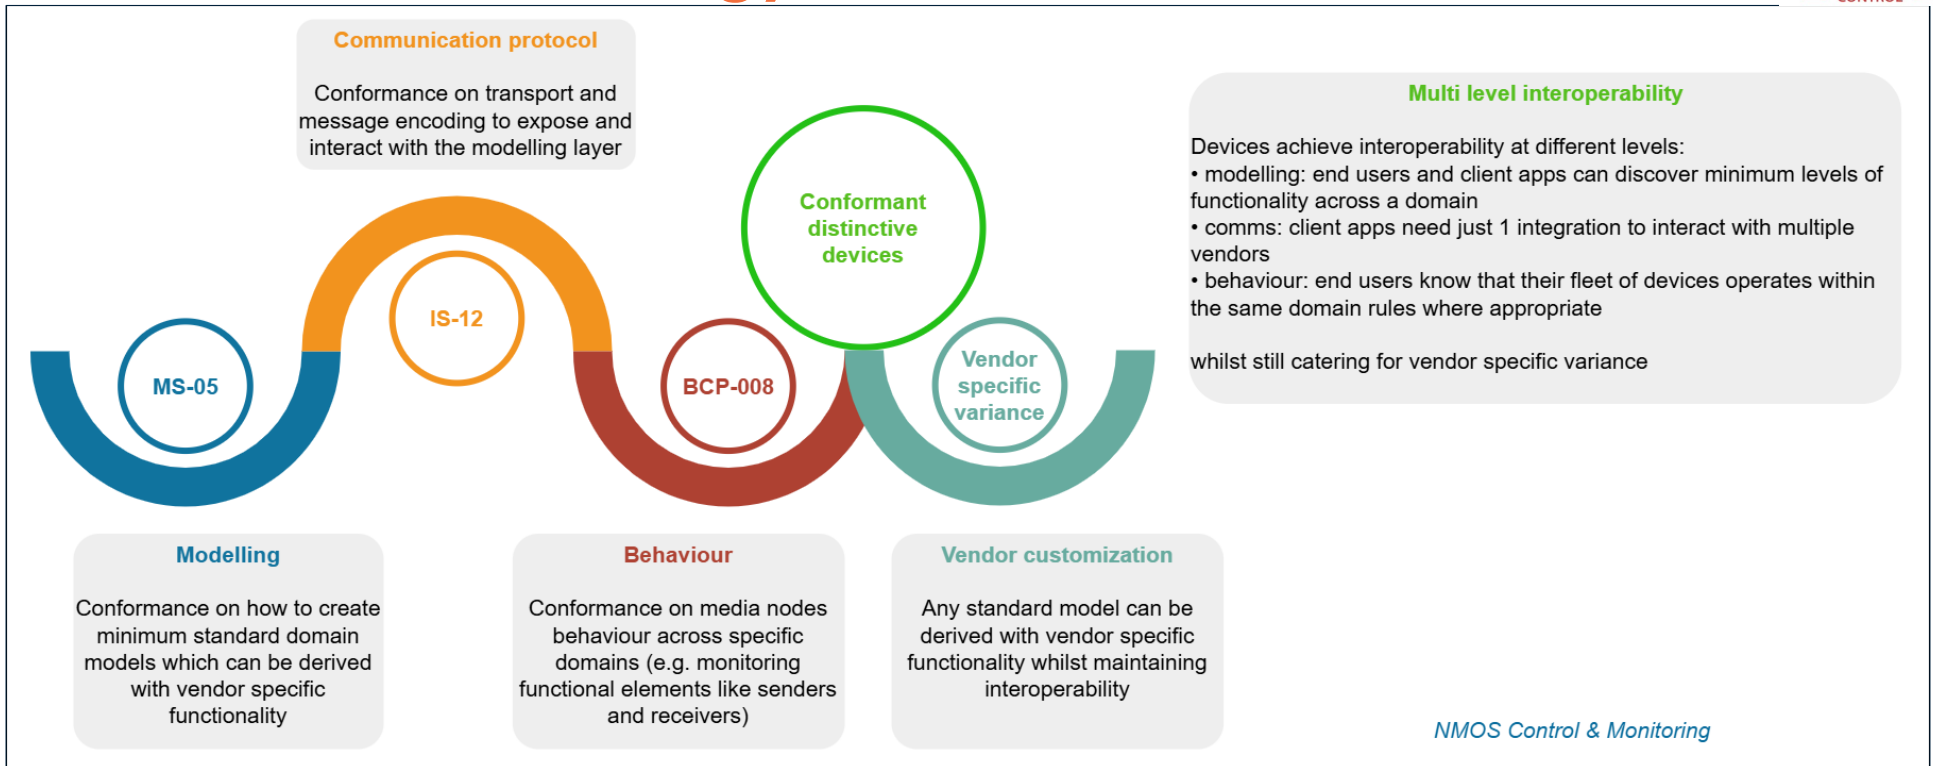 CONTROL
Communication protocol
Conformance on transport and
message encoding to expose and
interact with the modelling layer
Multi level interoperability
Devices achieve interoperability at different levels:
• modelling: end users and client apps can discover minimum levels of
functionality across a domain
• comms: client apps need just 1 integration to interact with multiple
vendors
• behaviour: end users know that their fleet of devices operates within
the same domain rules where appropriate
whilst still catering for vendor specific variance
Conformant
distinctive
devices
MS-05
IS-12
BCP-008
Vendor
specific
variance
Modelling
Conformance on how to create
minimum standard domain
models which can be derived
with vendor specific
functionality
Behaviour
Conformance on media nodes
behaviour across specific
domains (e.g. monitoring
functional elements like senders
and receivers)
Vendor customization
Any standard model can be
derived with vendor specific
functionality whilst maintaining
interoperability
NMOS Control & Monitoring